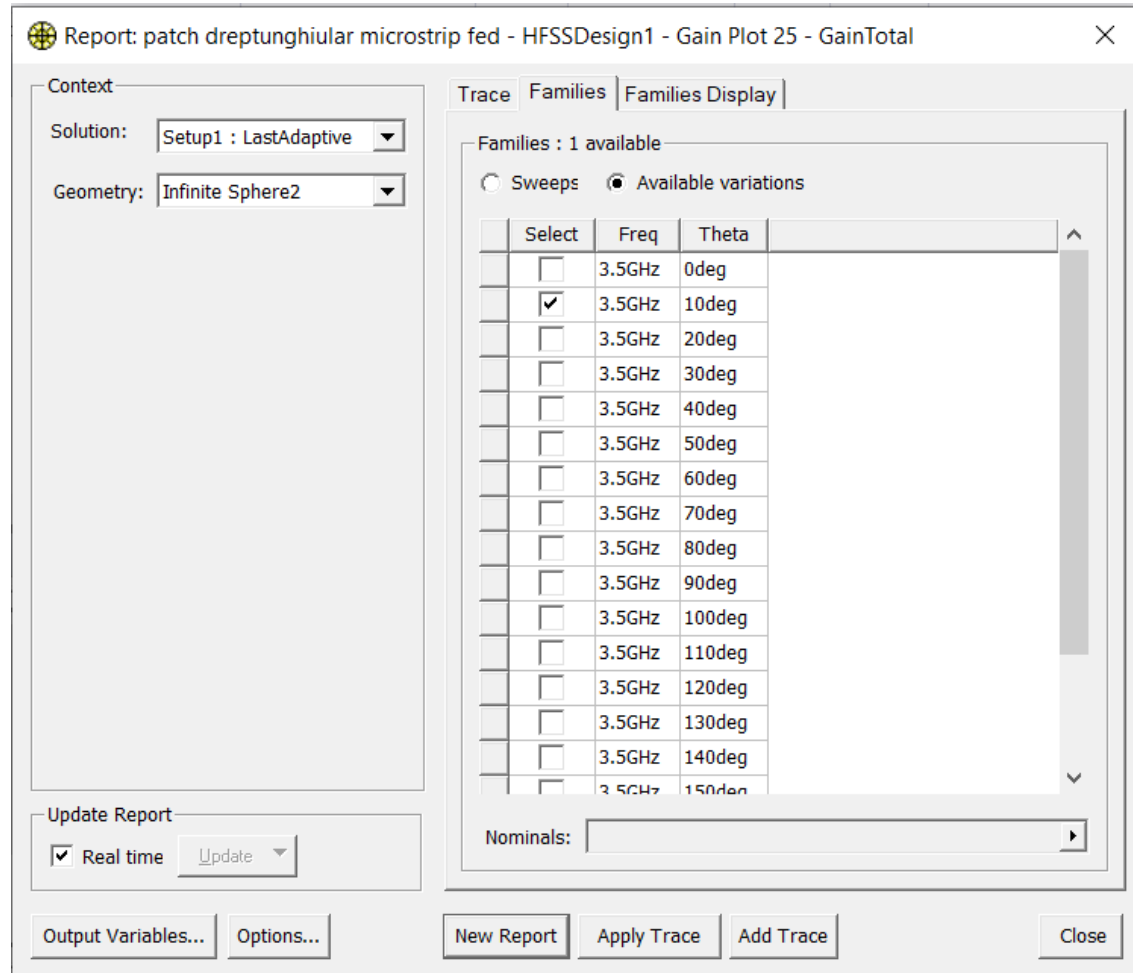 Report: patch dreptunghiular microstrip fed - HFSSDesign1 - Gain Plot 25 - GainTotal
Context
Solution: Setup1 : LastAdaptive
Geometry: Infinite Sphere2
Update Report
Real time Update
Trace Families Families Display
Families : 1 available
Sweeps Available variations
Select Freq Theta
3.5GHz 0deg
3.5GHz 10deg
3.5GHz 20deg
3.5GHz 30deg
3.5GHz 40deg
3.5GHz 50deg
3.5GHz 60deg
3.5GHz 70deg
3.5GHz 80deg
3.5GHz 90deg
3.5GHz 100deg
3.5GHz 110deg
3.5GHz 120deg
3.5GHz 130deg
3.5GHz 140deg
3.5GHz 150deg
Nominals:
Output Variables... Options... New Report Apply Trace Add Trace Close